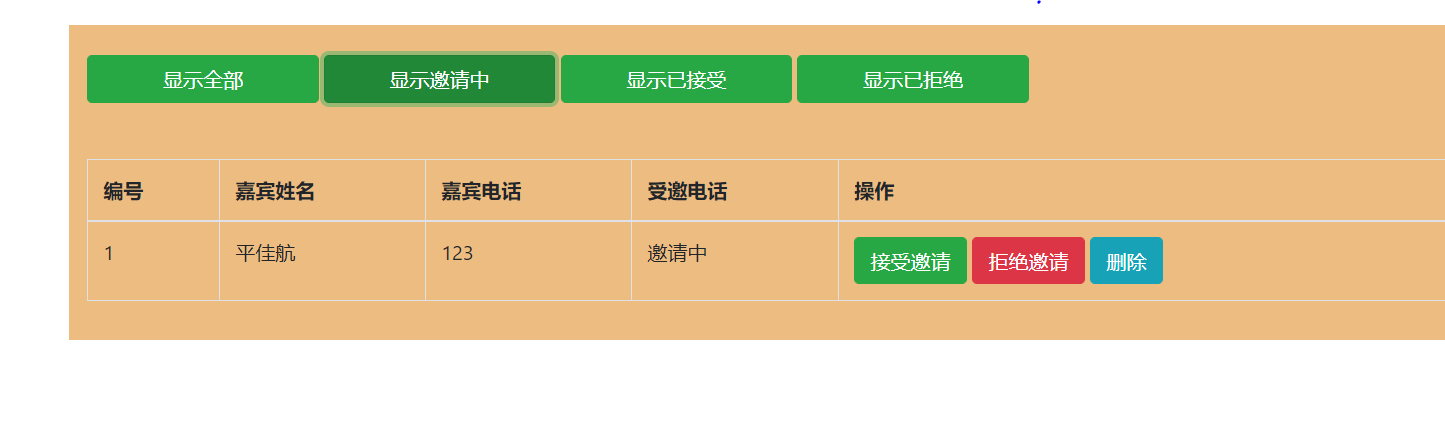 显示全部 显示邀请中 显示已接受 显示已拒绝
编号 嘉宾姓名 嘉宾电话 受邀电话 操作
1 平佳航 123 邀请中 接受邀请 拒绝邀请 删除